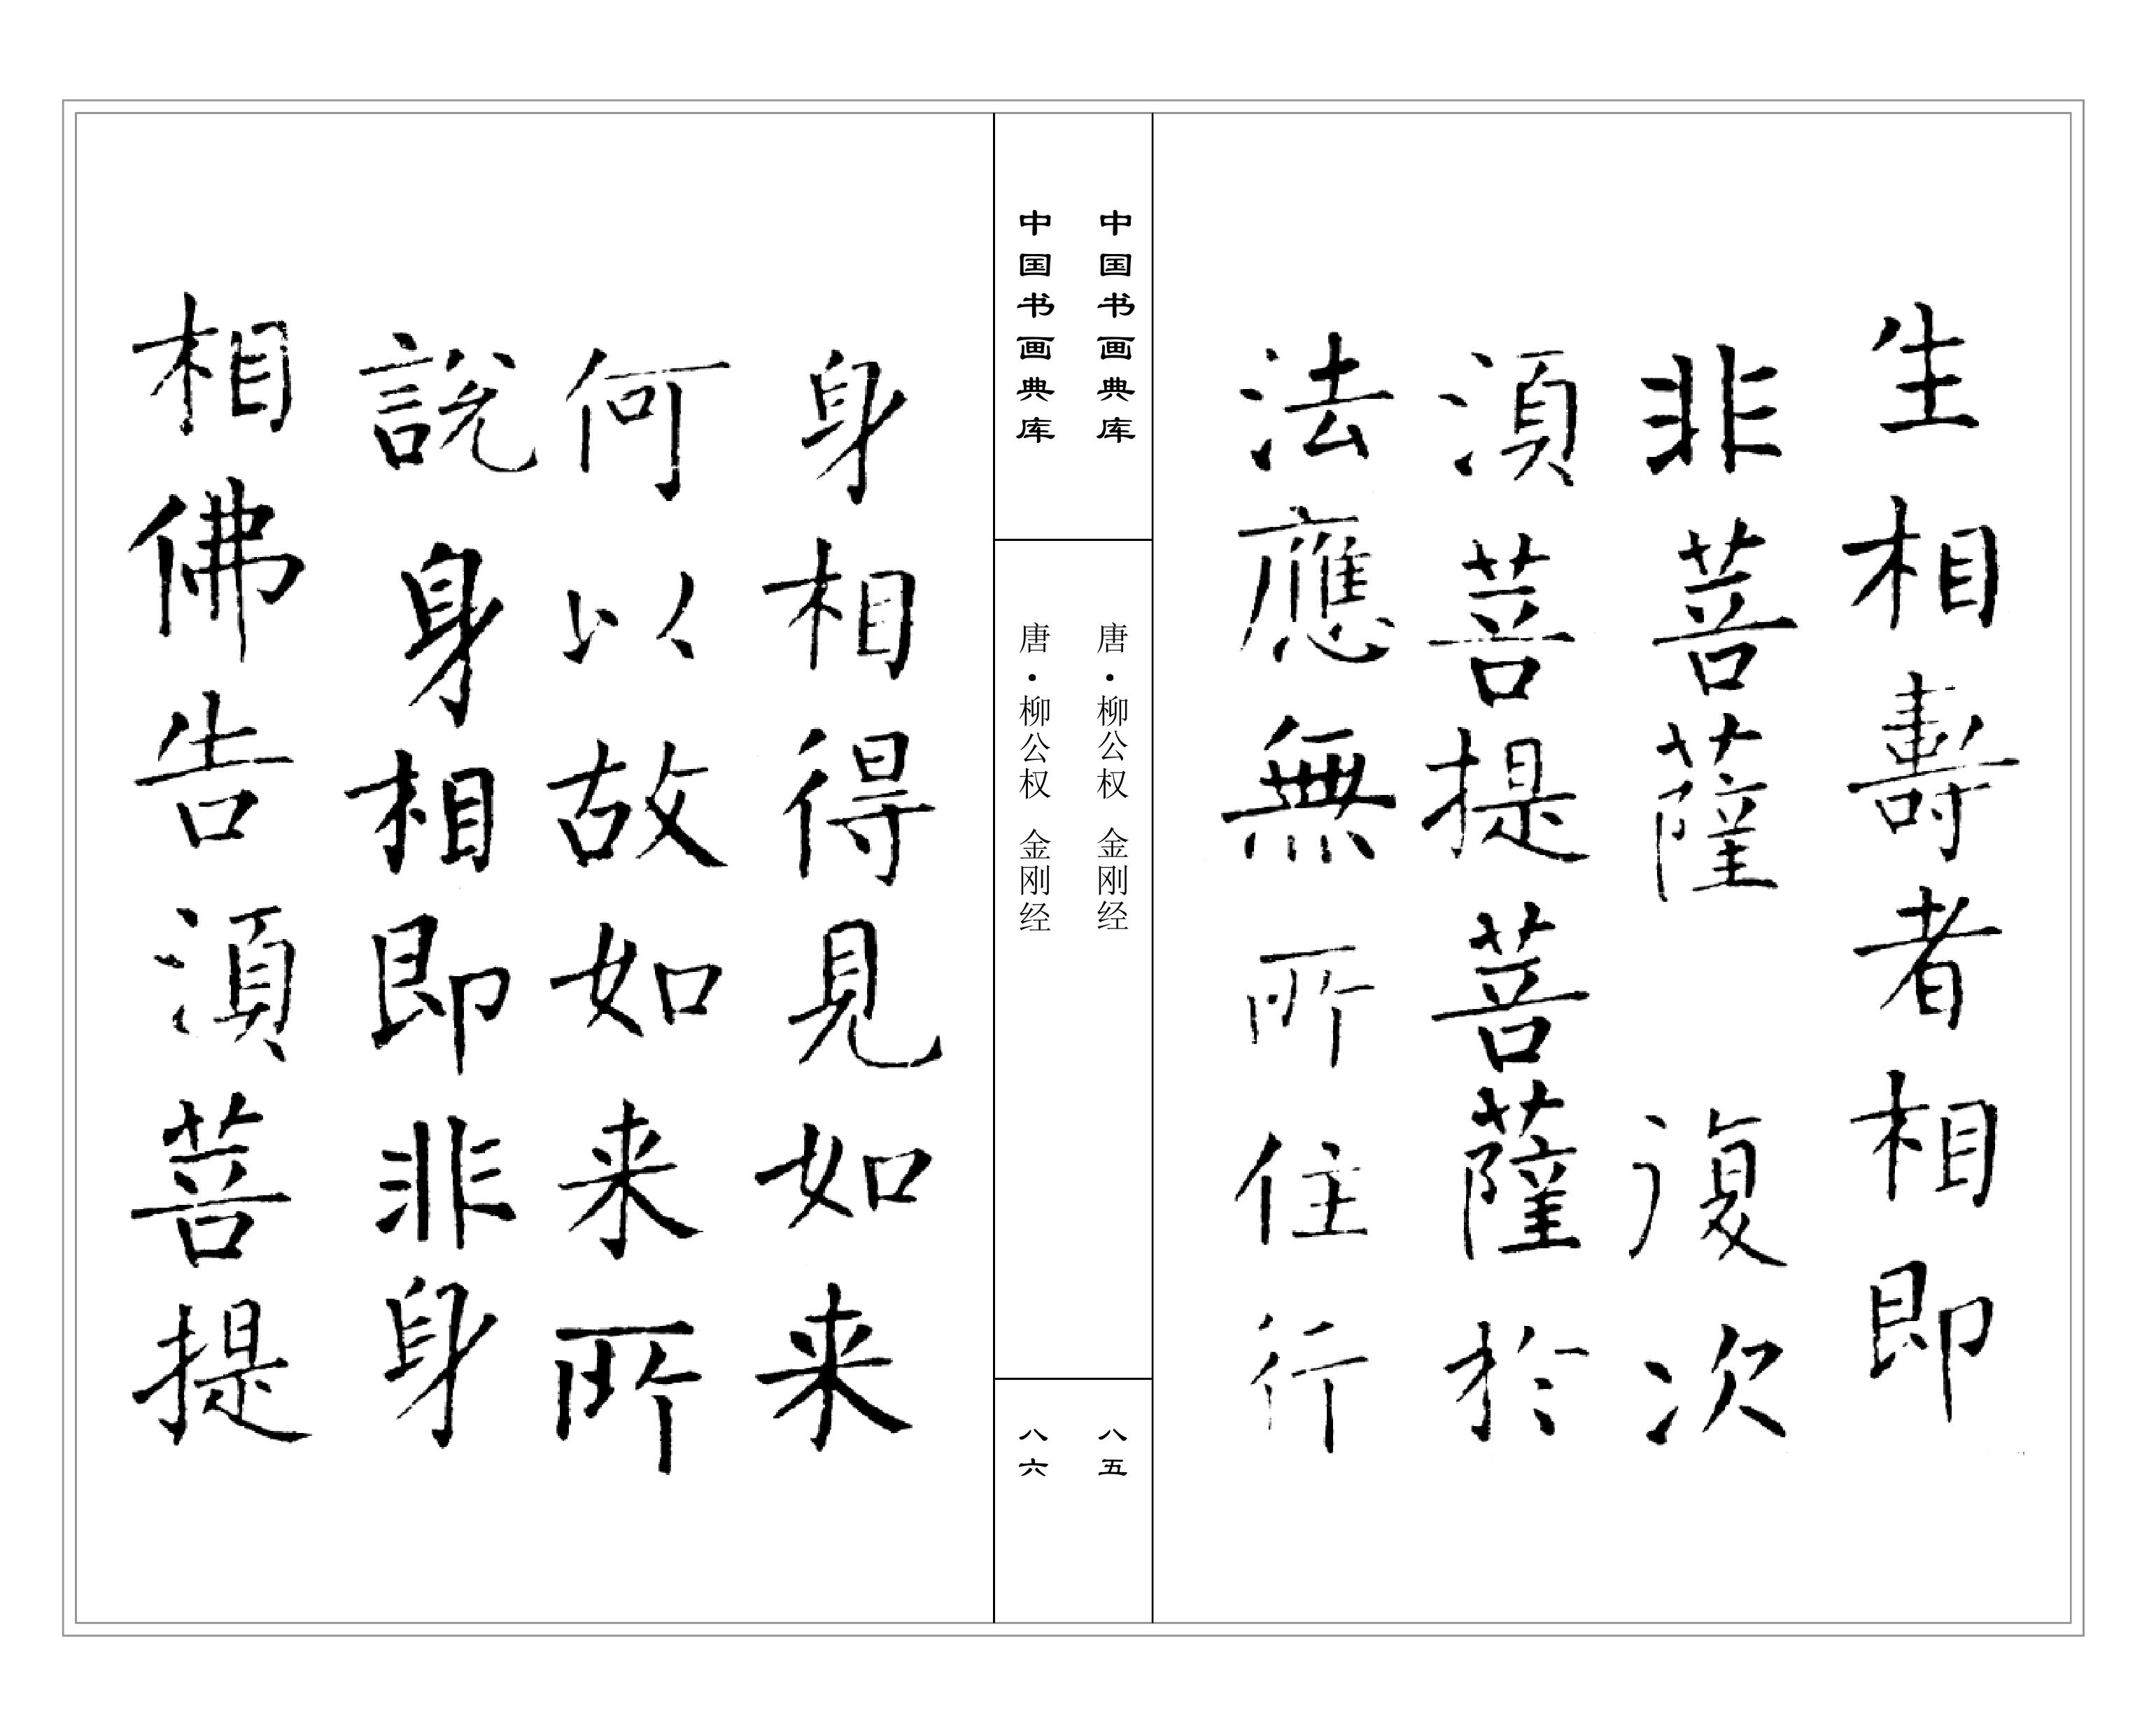 生相壽者相即
非菩薩 復次
須菩提菩薩於
法應無所住行
中国书画典库
唐·柳公权 金刚经
八五
中国书画典库
唐·柳公权 金刚经
八六
身相得見如来
何以故如来所
說身相即非身
相佛告須菩提